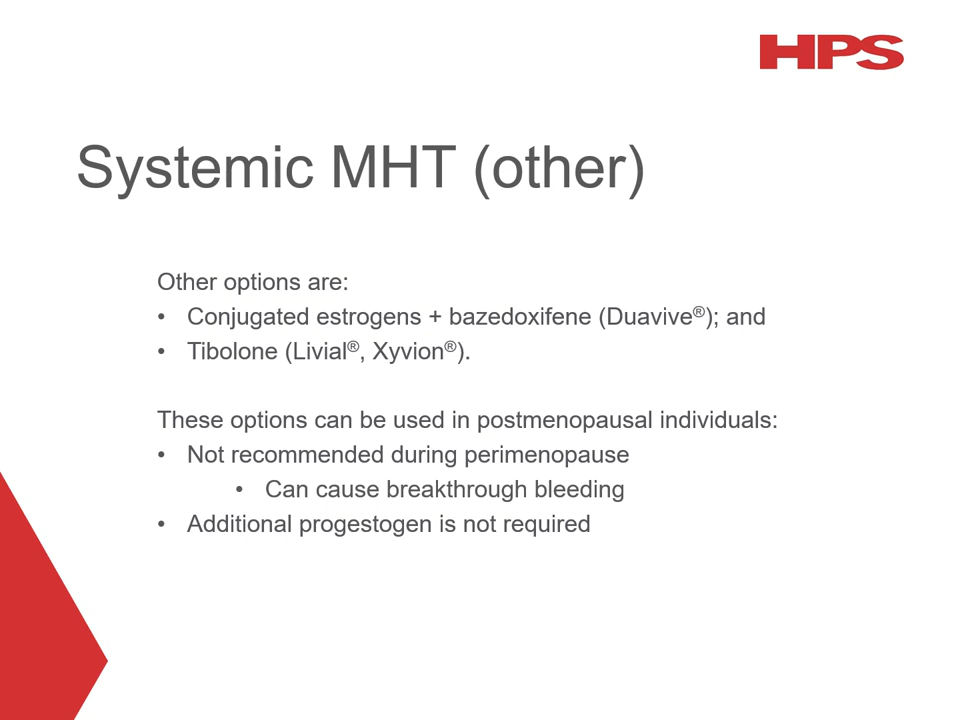 HPS
Systemic MHT (other)
Other options are:
• Conjugated estrogens + bazedoxifene (Duavive®); and
• Tibolone (Livial®, Xyvion®).
These options can be used in postmenopausal individuals:
• Not recommended during perimenopause
• Can cause breakthrough bleeding
• Additional progestogen is not required